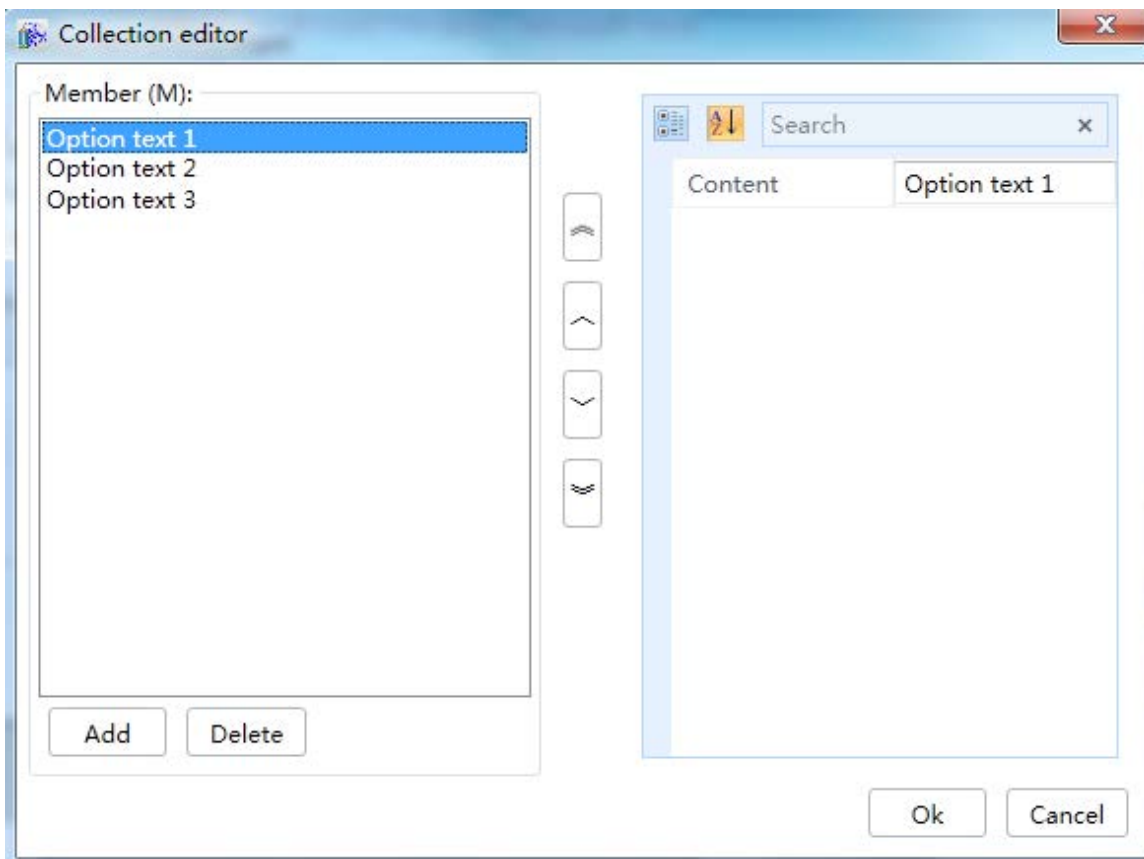 Collection editor
Member (M):
Option text 1
Option text 2
Option text 3
Add
Delete
Search
Content
Option text 1
Ok
Cancel